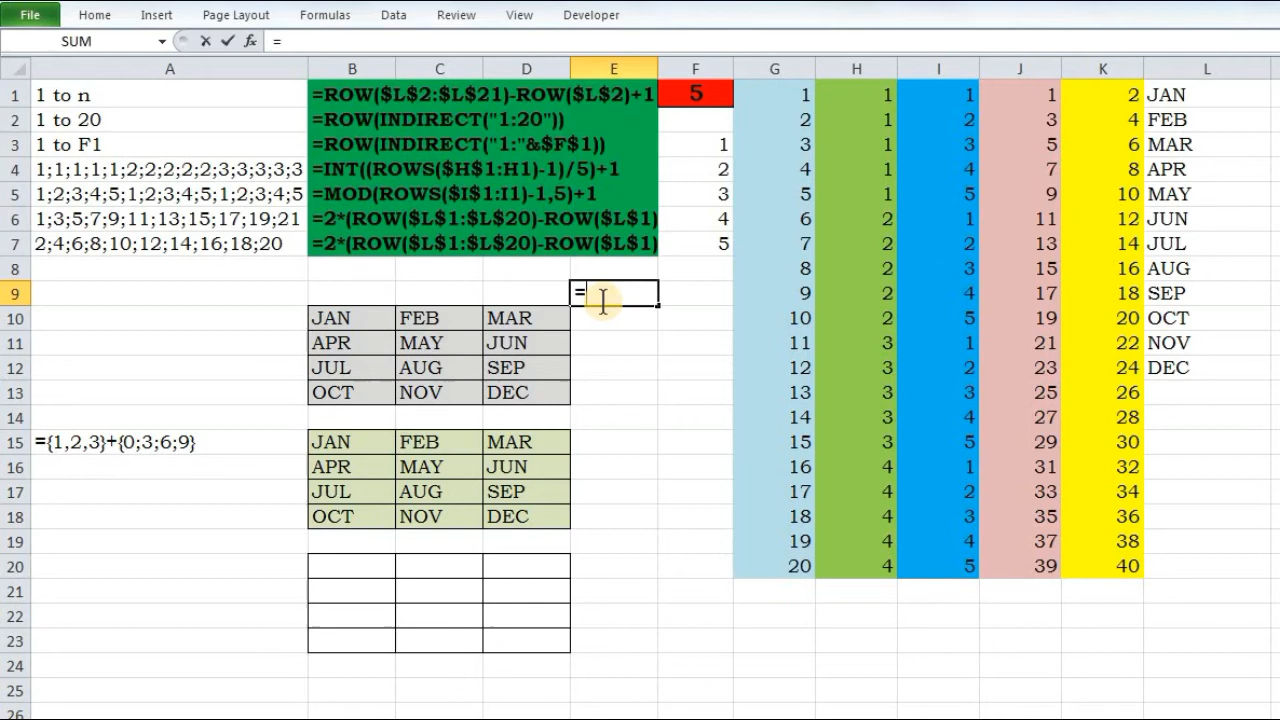 File Home Insert Page Layout Formulas Data Review View Developer
SUM fx =
A B C D E F G H I J K L
1 1 to n =ROW($L$2:$L$21)-ROW($L$2)+1 5 1 1 1 1 2 JAN
2 1 to 20 =ROW(INDIRECT("1:20")) 2 1 2 3 4 FEB
3 1 to F1 =ROW(INDIRECT("1:"&$F$1)) 1 3 1 3 5 6 MAR
4 1;1;1;1;1;2;2;2;2;2;3;3;3;3;3 =INT((ROWS($H$1:H1)-1)/5)+1 2 4 1 4 7 8 APR
5 1;2;3;4;5;1;2;3;4;5;1;2;3;4;5 =MOD(ROWS($I$1:I1)-1,5)+1 3 5 1 5 9 10 MAY
6 1;3;5;7;9;11;13;15;17;19;21 =2*(ROW($L$1:$L$20)-ROW($L$1) 4 6 2 1 11 12 JUN
7 2;4;6;8;10;12;14;16;18;20 =2*(ROW($L$1:$L$20)-ROW($L$1) 5 7 2 2 13 14 JUL
8 8 2 3 15 16 AUG
9 = 9 2 4 17 18 SEP
10 JAN FEB MAR 10 2 5 19 20 OCT
11 APR MAY JUN 11 3 1 21 22 NOV
12 JUL AUG SEP 12 3 2 23 24 DEC
13 OCT NOV DEC 13 3 3 25 26
14 14 3 4 27 28
15 ={1,2,3}+{0;3;6;9} JAN FEB MAR 15 3 5 29 30
16 APR MAY JUN 16 4 1 31 32
17 JUL AUG SEP 17 4 2 33 34
18 OCT NOV DEC 18 4 3 35 36
19 19 4 4 37 38
20 20 4 5 39 40
21
22
23
24
25
26